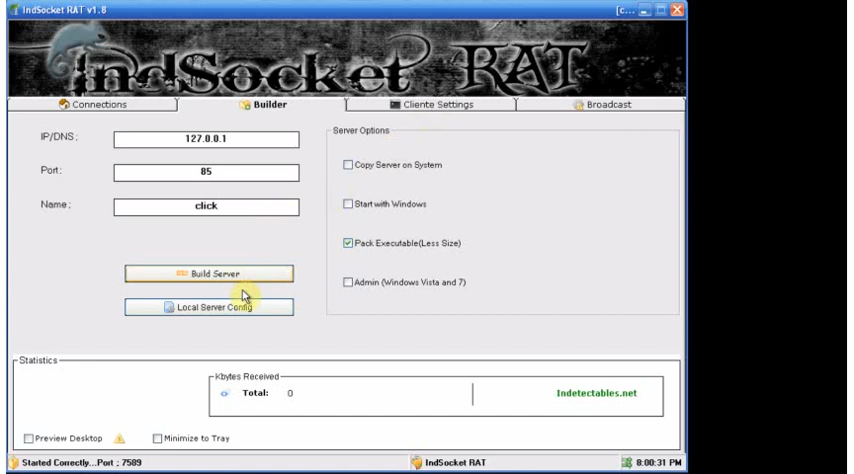 IndSocket RAT v1.8 [c...
IndSocket RAT
Connections Builder Cliente Settings Broadcast
IP/DNS : 127.0.0.1
Port : 85
Name : click
Build Server
Local Server Config
Server Options
Copy Server on System
Start with Windows
Pack Executable(Less Size)
Admin (Windows Vista and 7)
Statistics
Kbytes Received
Total: 0 Indetectables.net
Preview Desktop Minimize to Tray
Started Correctly...Port ; 7589 IndSocket RAT 8:00:31 PM